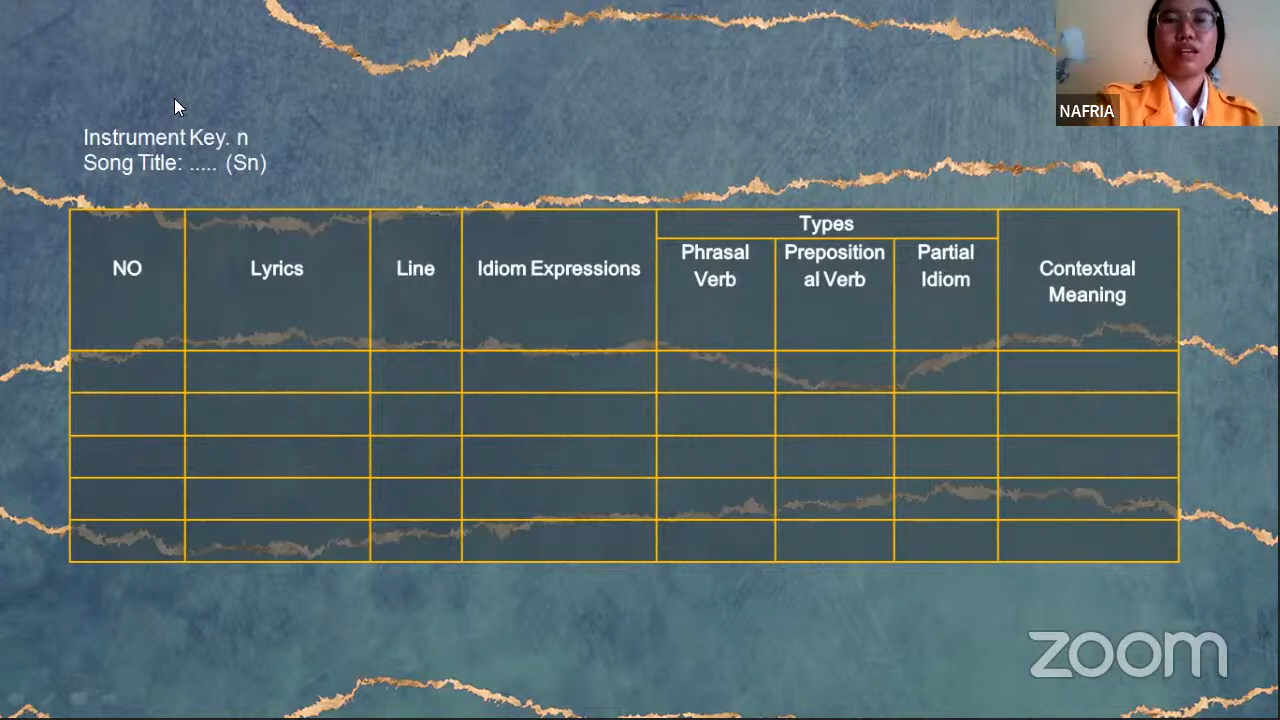 NAFRIA
Instrument Key. n
Song Title: ..... (Sn)
NO
Lyrics
Line
Idiom Expressions
Types
Phrasal
Verb
Preposition
al Verb
Partial
Idiom
Contextual
Meaning
zoom